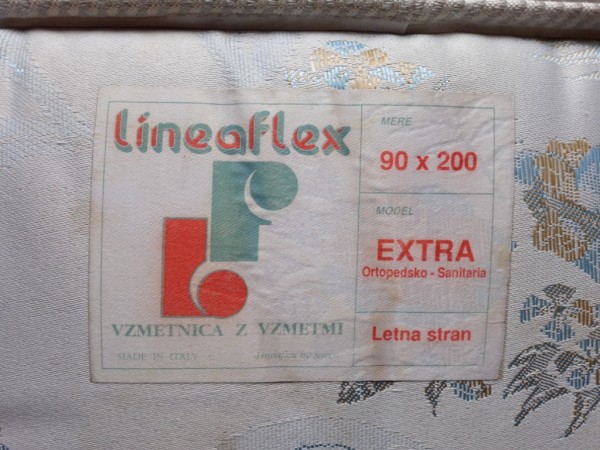 lineaflex
VZMETNICA Z VZMETMI
MADE IN ITALY
MERE
90 x 200
MODEL
EXTRA
Ortopedsko - Sanitaria
Letna stran